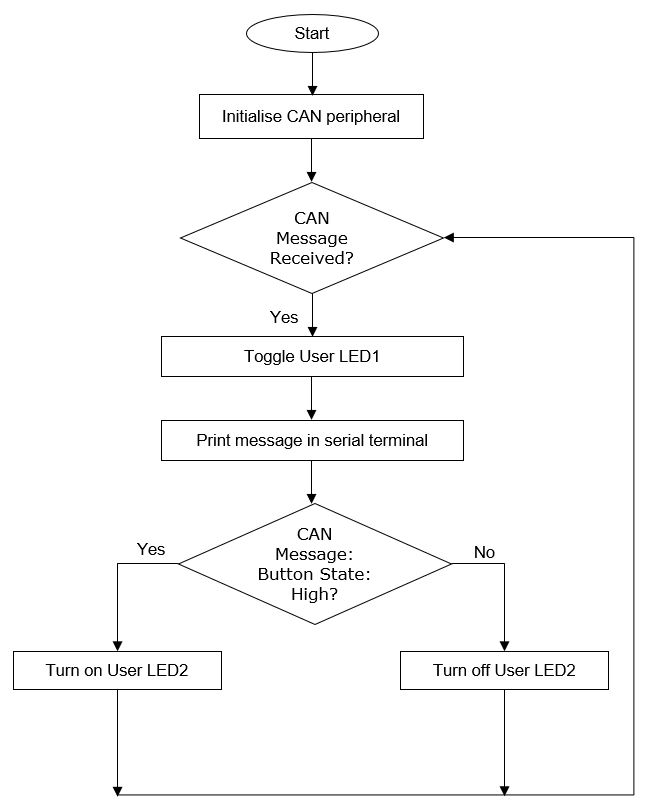 Start
Initialise CAN peripheral
CAN
Message
Received?
Yes
Toggle User LED1
Print message in serial terminal
CAN
Message:
Button State:
High?
Yes
No
Turn on User LED2
Turn off User LED2